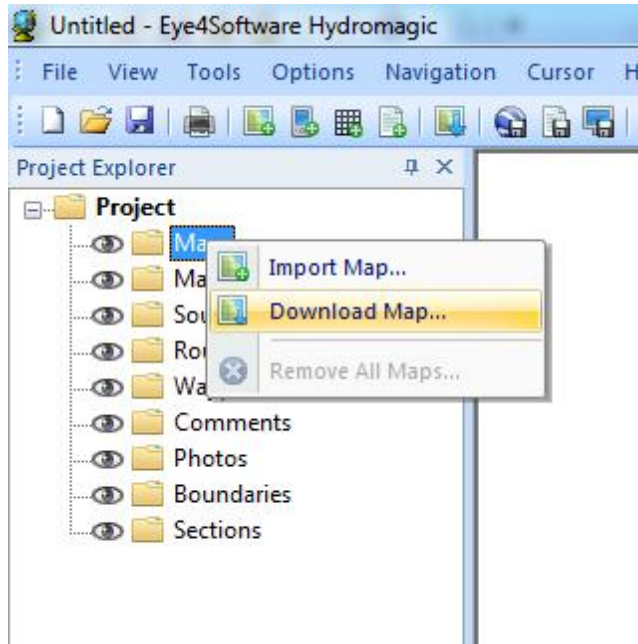 Untitled - Eye4Software Hydromagic
File View Tools Options Navigation Cursor H
Project Explorer
Project
Import Map...
Download Map...
Remove All Maps...
Comments
Photos
Boundaries
Sections